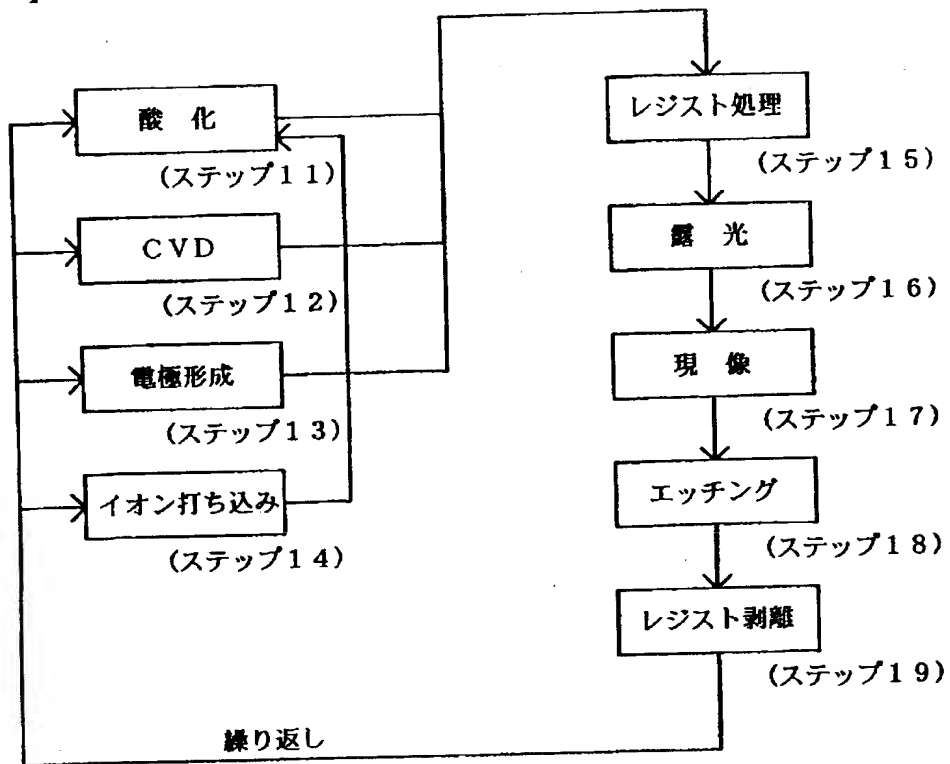 酸 化
(ステップ11)
CVD
(ステップ12)
電極形成
(ステップ13)
イオン打ち込み
(ステップ14)
レジスト処理
(ステップ15)
露 光
(ステップ16)
現 像
(ステップ17)
エッチング
(ステップ18)
レジスト剥離
(ステップ19)
繰り返し